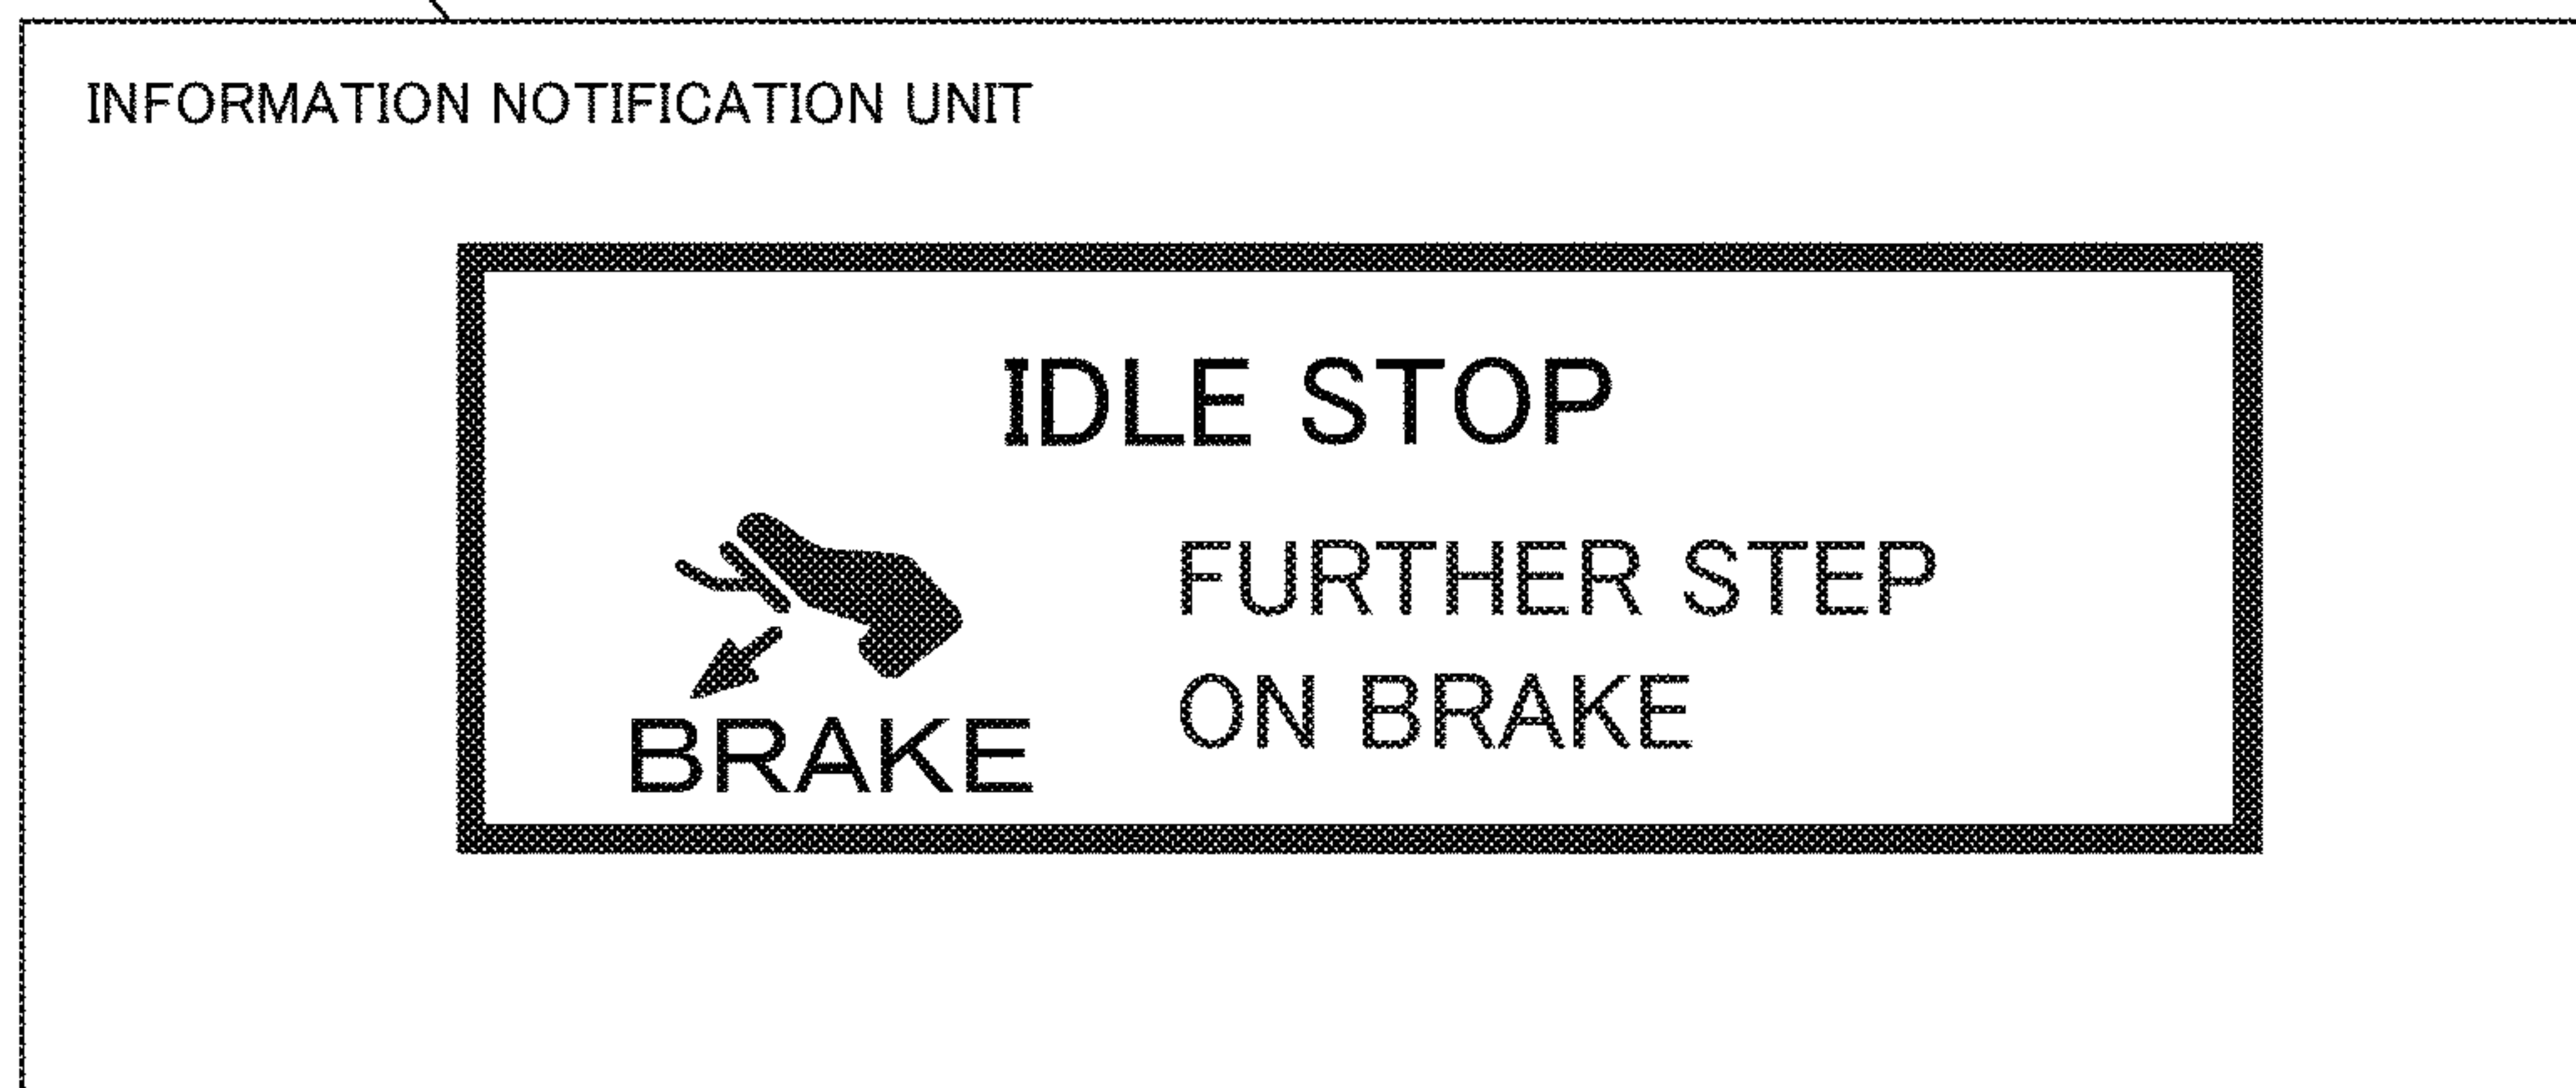 INFORMATION NOTIFICATION UNIT
IDLE STOP
FURTHER STEP
ON BRAKE
BRAKE